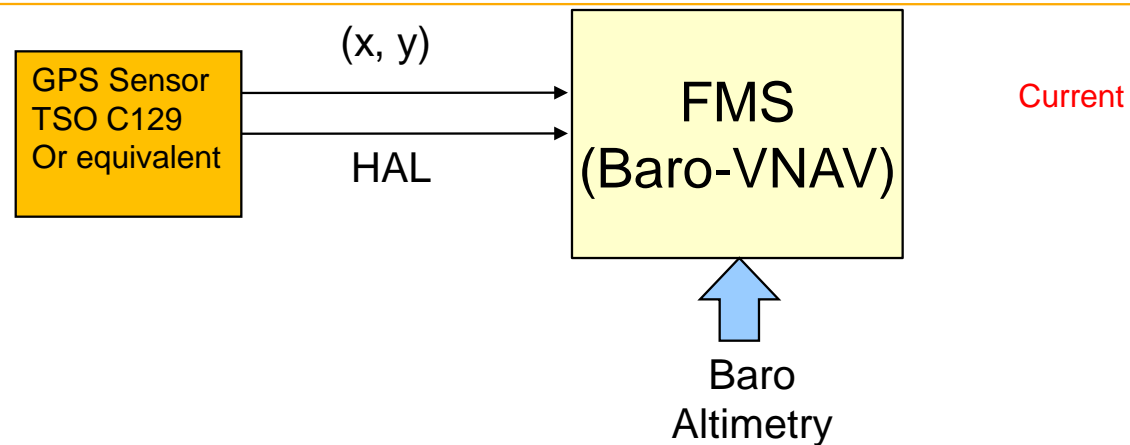 (x, y)
GPS Sensor
TSO C129
Or equivalent
HAL
FMS
(Baro-VNAV)
Current
Baro
Altimetry